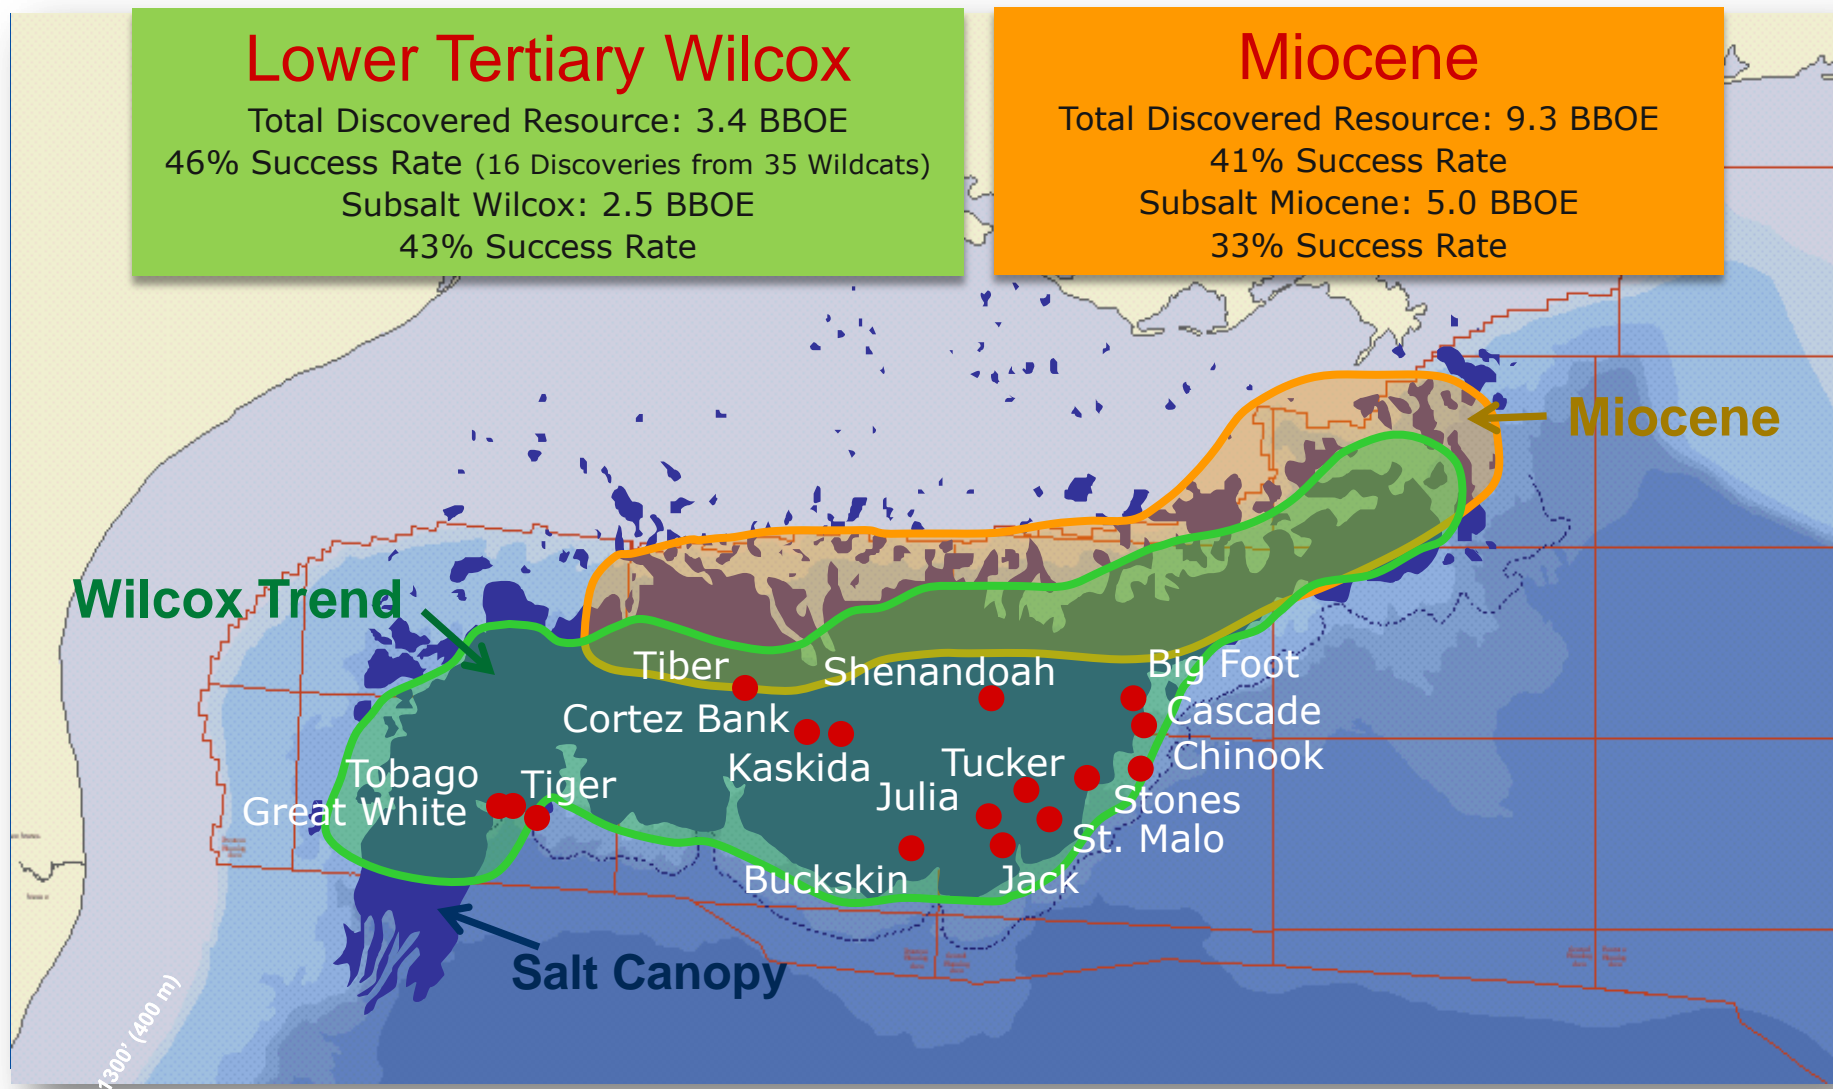 Lower Tertiary Wilcox
Total Discovered Resource: 3.4 BBOE
46% Success Rate (16 Discoveries from 35 Wildcats)
Subsalt Wilcox: 2.5 BBOE
43% Success Rate
Miocene
Total Discovered Resource: 9.3 BBOE
41% Success Rate
Subsalt Miocene: 5.0 BBOE
33% Success Rate
Miocene
Wilcox Trend
Tiber
Shenandoah
Big Foot
Cortez Bank
Cascade
Kaskida
Tucker
Chinook
Tobago
Tiger
Julia
Stones
Great White
St. Malo
Buckskin
Jack
Salt Canopy
1300' (400 m)